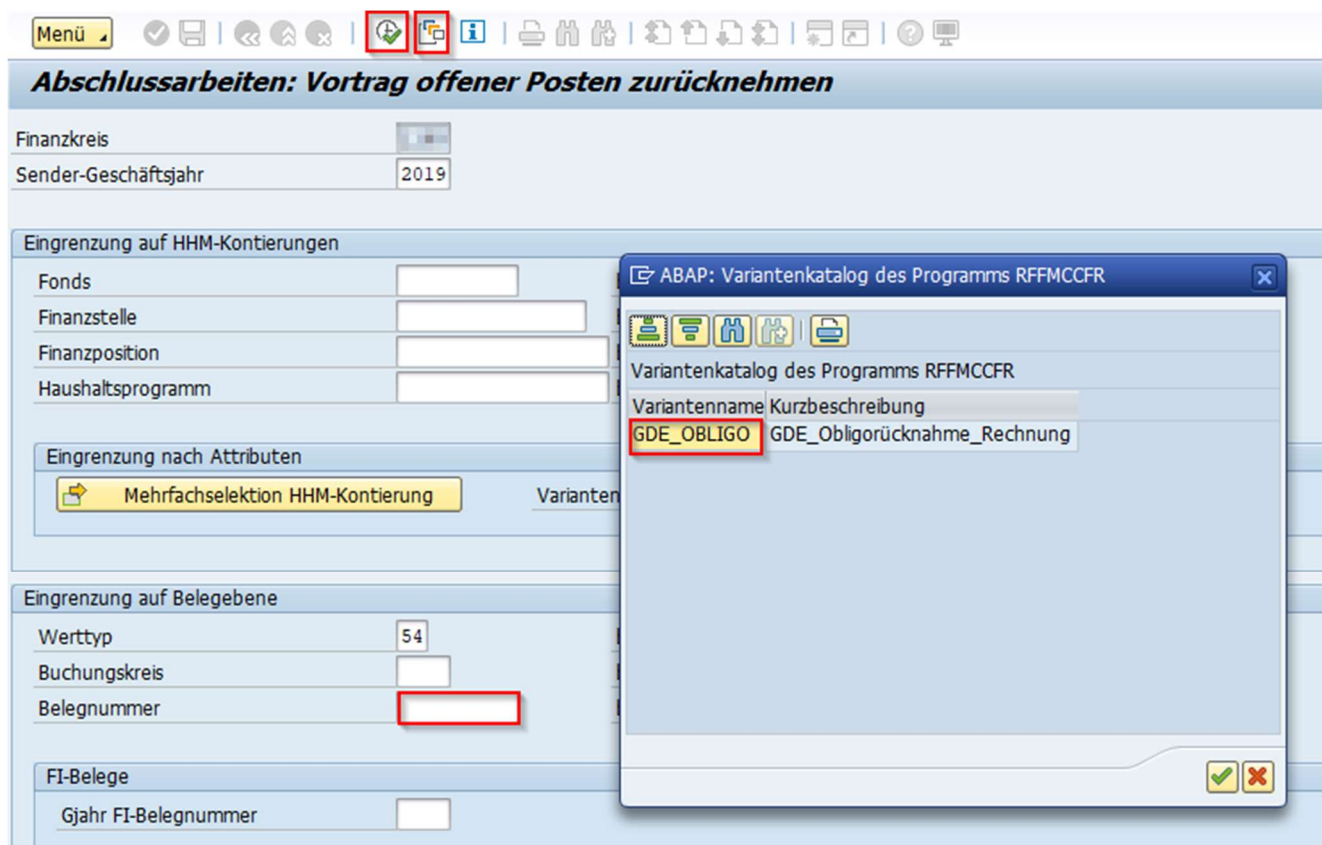 Menü
Abschlussarbeiten: Vortrag offener Posten zurücknehmen
Finanzkreis
Sender-Geschäftsjahr 2019
Eingrenzung auf HHM-Kontierungen
Fonds
Finanzstelle
Finanzposition
Haushaltsprogramm
Eingrenzung nach Attributen
Mehrfachselektion HHM-Kontierung Varianten
Eingrenzung auf Belegebene
Werttyp 54
Buchungskreis
Belegnummer
FI-Belege
Gjahr FI-Belegnummer
ABAP: Variantenkatalog des Programms RFFMCCFR
Variantenkatalog des Programms RFFMCCFR
Variantenname Kurzbeschreibung
GDE_OBLIGO GDE_Obligorücknahme_Rechnung